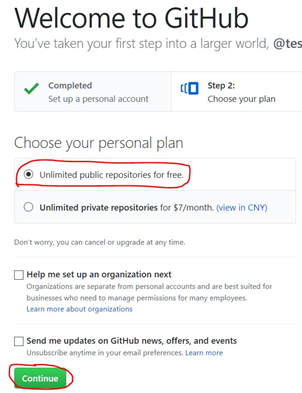 Welcome to GitHub
You've taken your first step into a larger world, @tes
Completed
Set up a personal account
Step 2:
Choose your plan
Choose your personal plan
Unlimited public repositories for free.
Unlimited private repositories for $7/month. (view in CNY)
Don't worry, you can cancel or upgrade at any time.
Help me set up an organization next
Organizations are separate from personal accounts and are best suited for
businesses who need to manage permissions for many employees.
Learn more about organizations
Send me updates on GitHub news, offers, and events
Unsubscribe anytime in your email preferences. Learn more
Continue